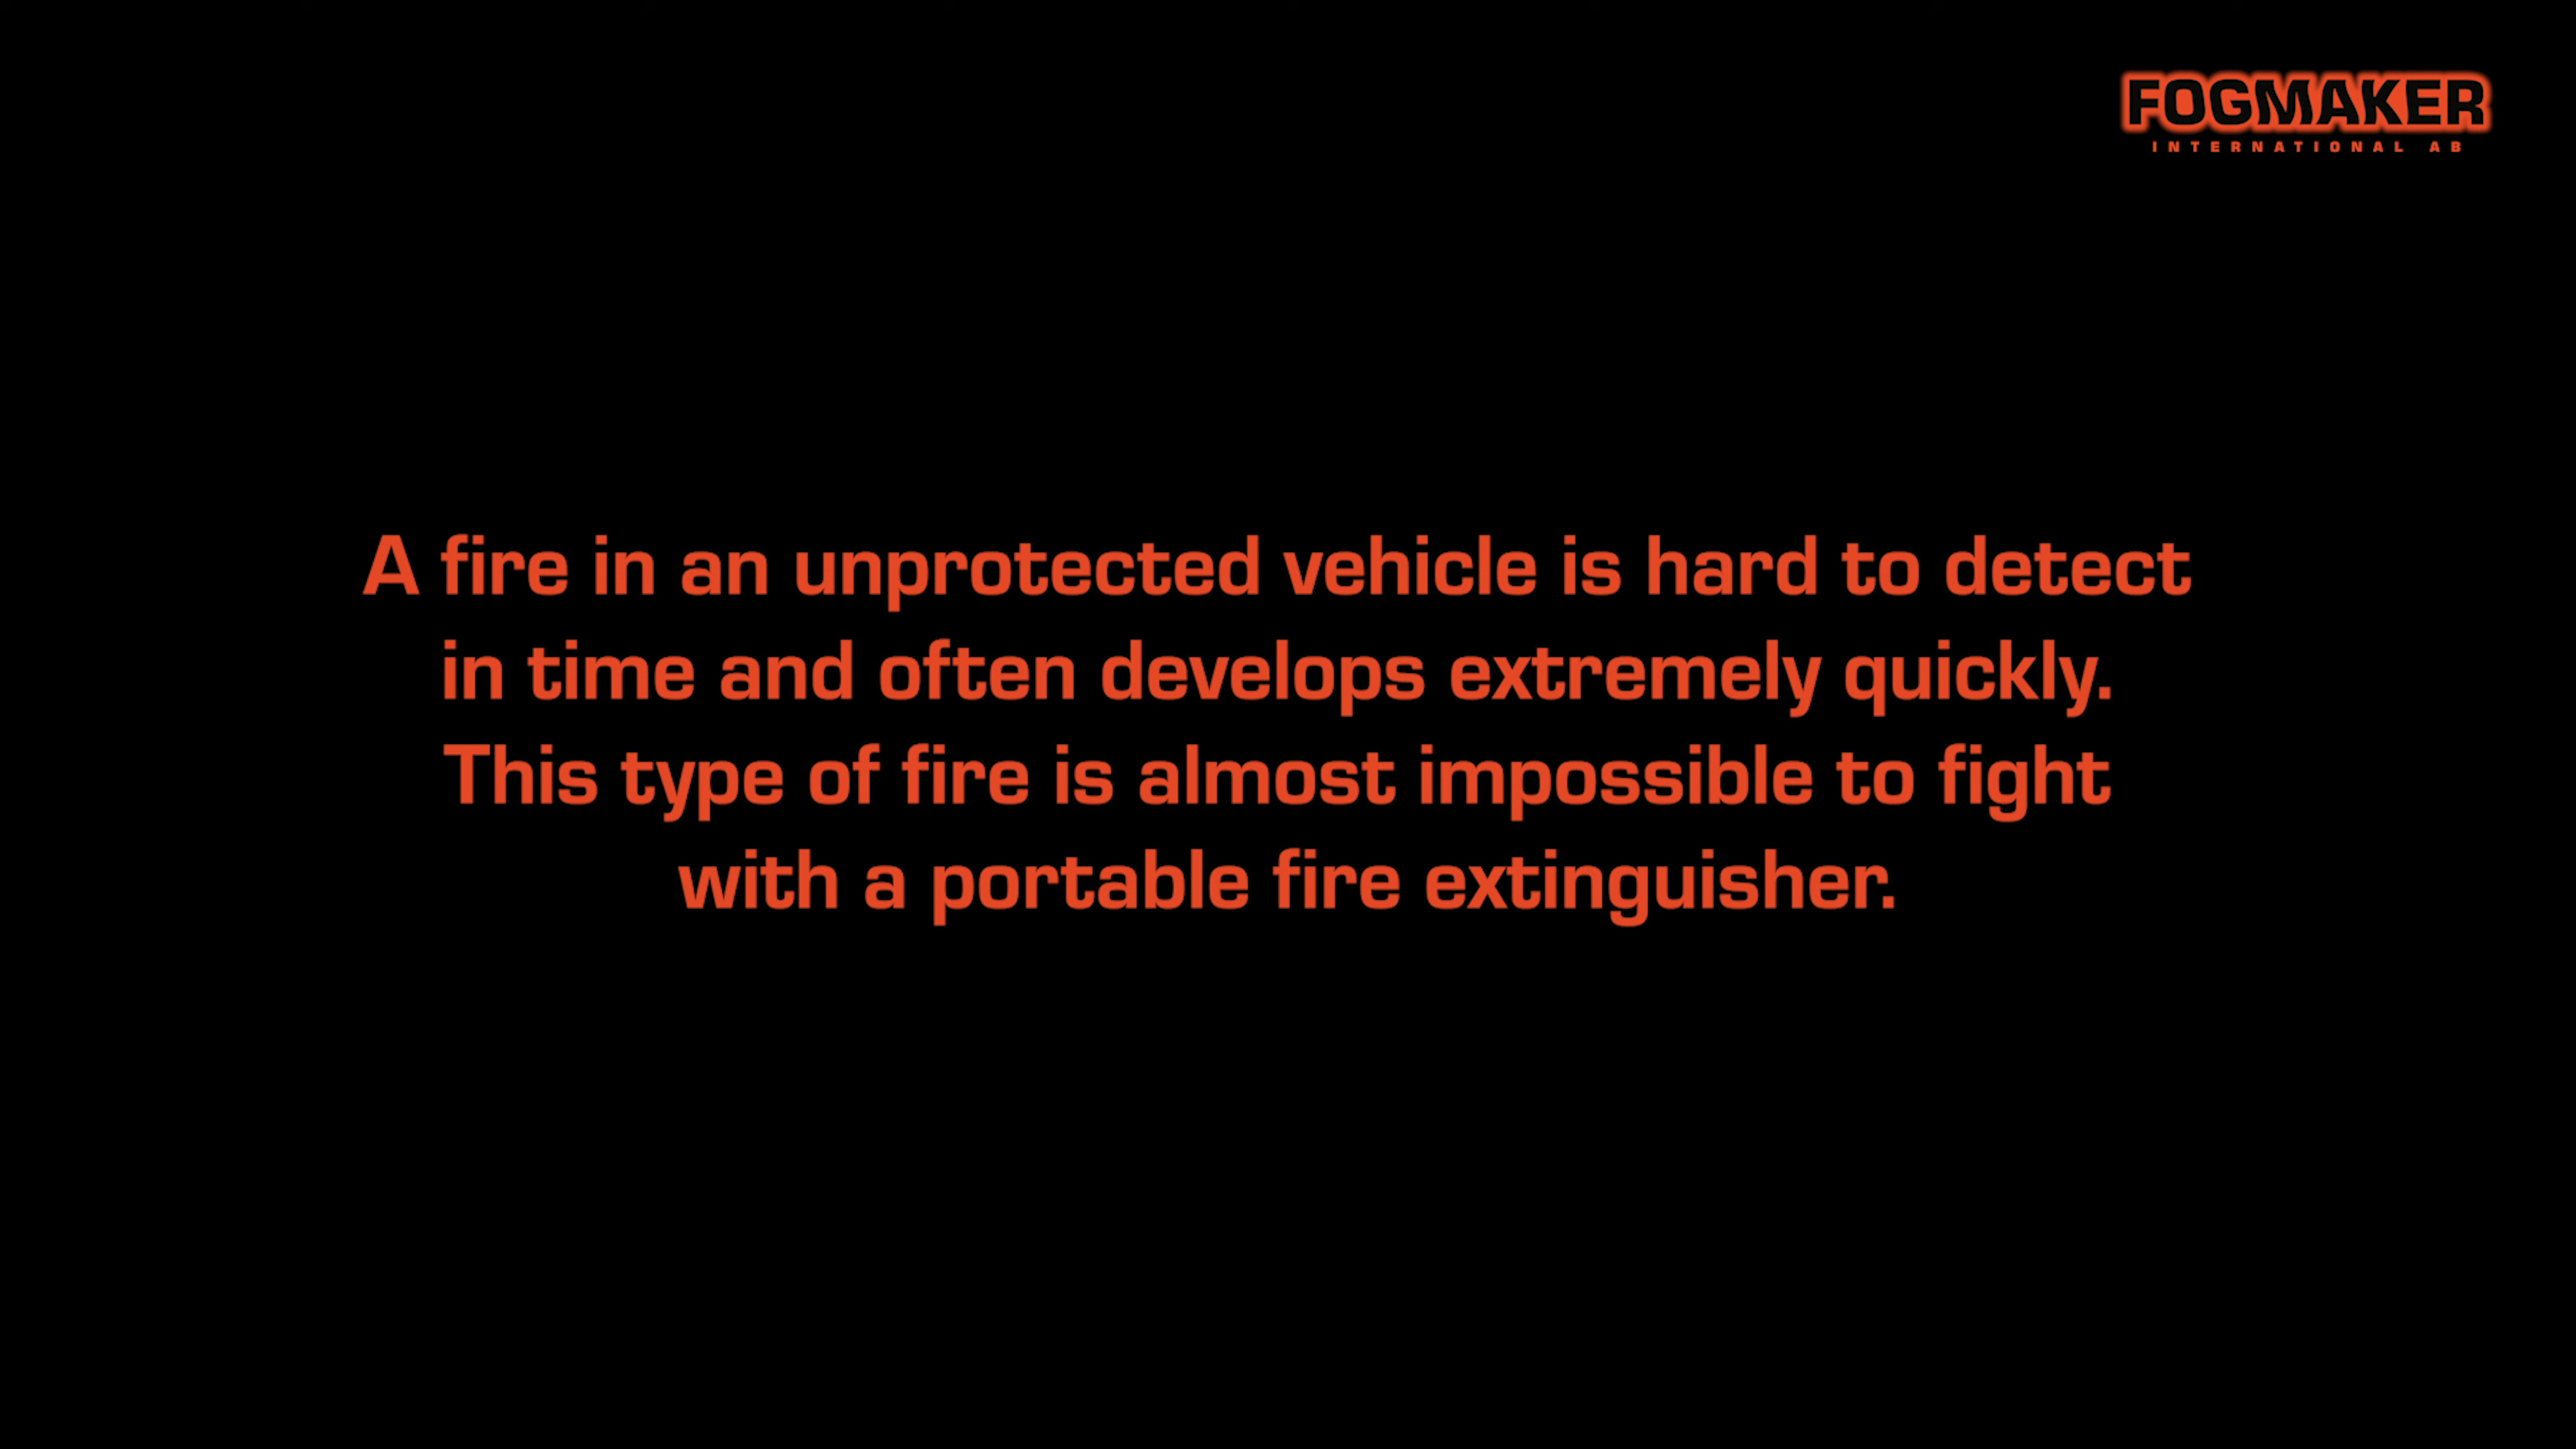 FOGMAKER
INTERNATIONAL AB
A fire in an unprotected vehicle is hard to detect
in time and often develops extremely quickly.
This type of fire is almost impossible to fight
with a portable fire extinguisher.